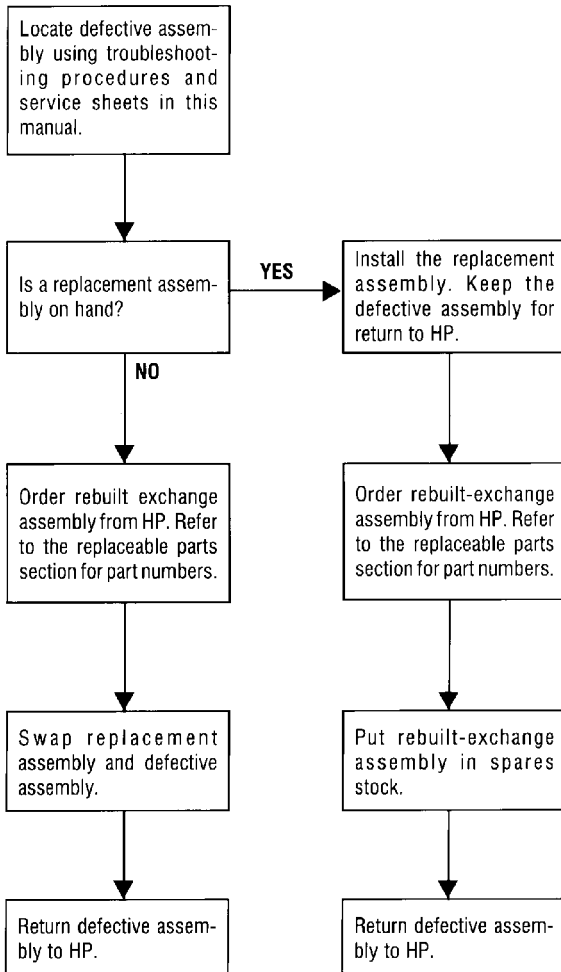 Locate defective assem-
bly using troubleshoot-
ing procedures and
service sheets in this
manual.
Is a replacement assem-
bly on hand?
YES
Install the replacement
assembly. Keep the
defective assembly for
return to HP.
NO
Order rebuilt exchange
assembly from HP. Refer
to the replaceable parts
section for part numbers.
Order rebuilt-exchange
assembly from HP. Refer
to the replaceable parts
section for part numbers.
Swap replacement
assembly and defective
assembly.
Put rebuilt-exchange
assembly in spares
stock.
Return defective assem-
bly to HP.
Return defective assem-
bly to HP.